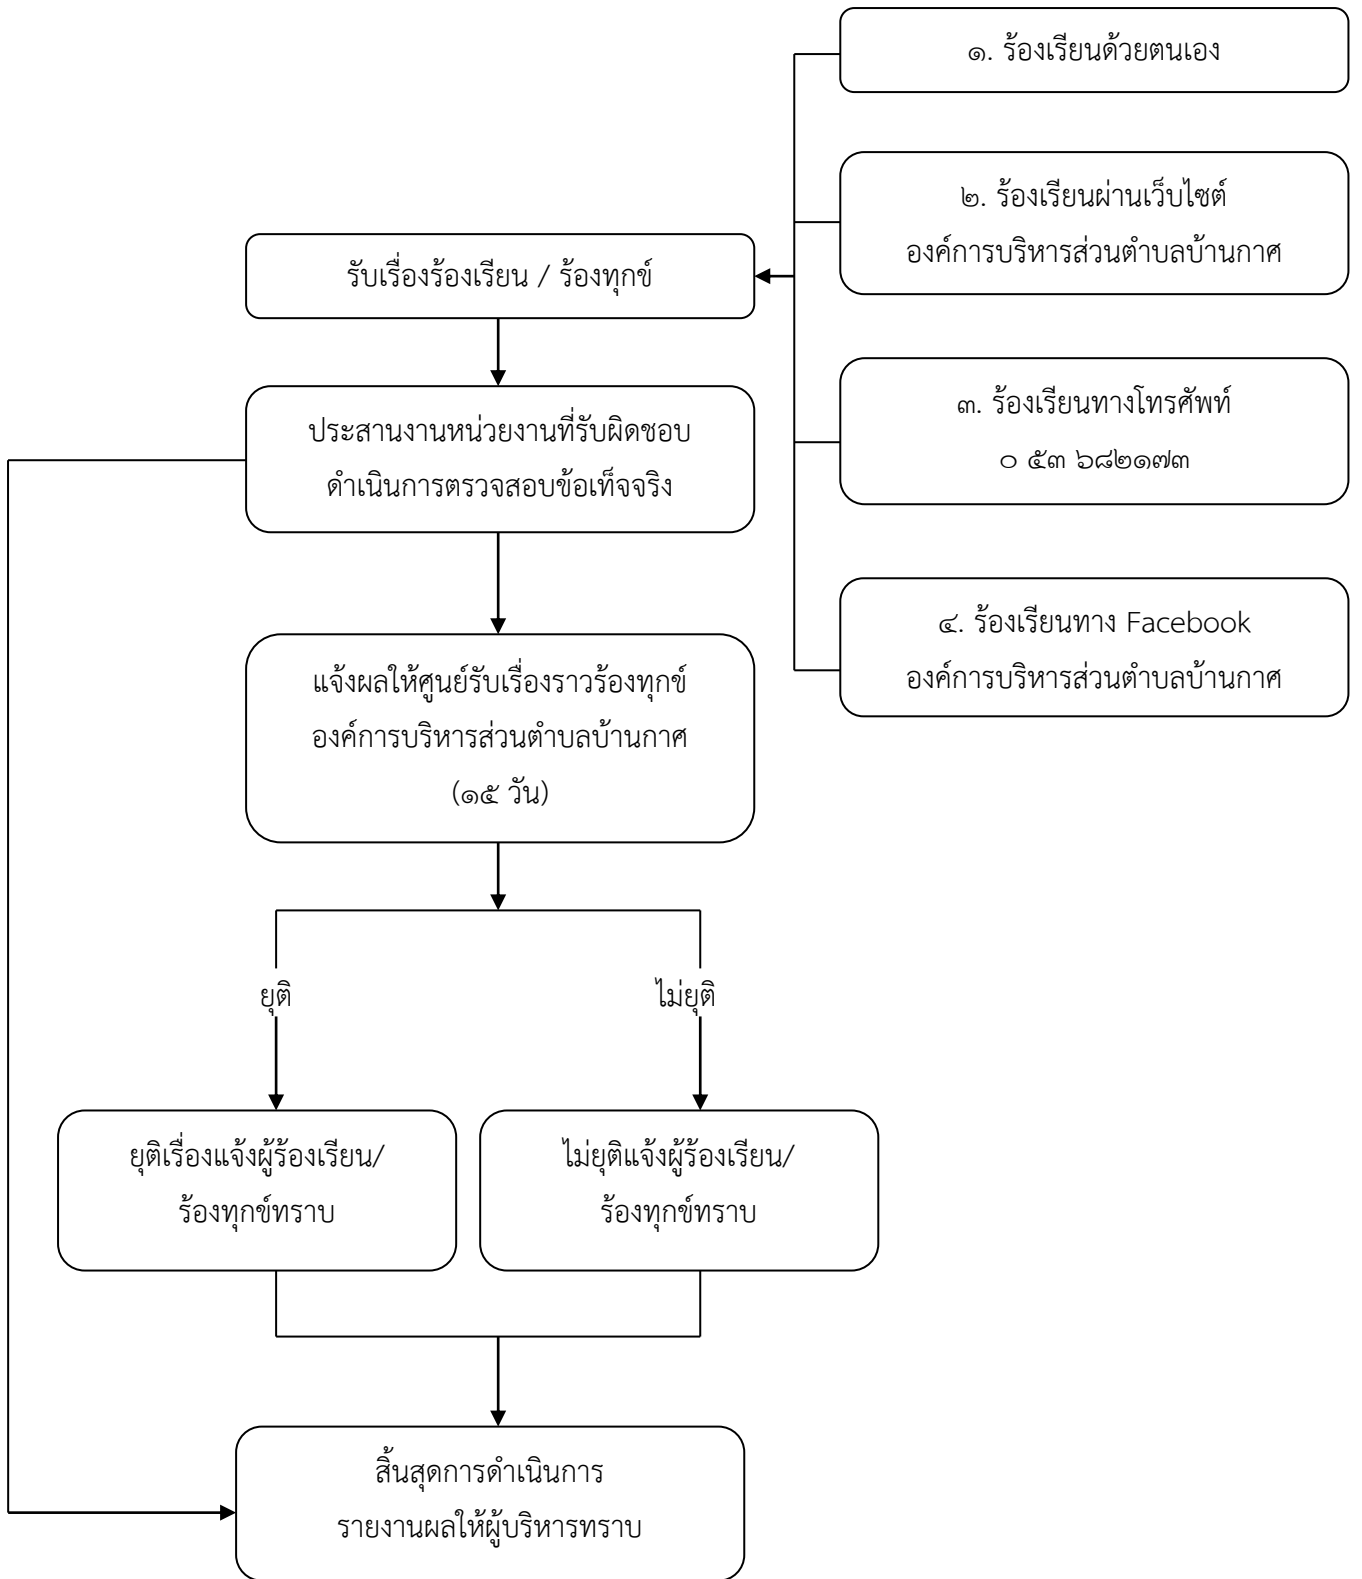 ๑. ร้องเรียนด้วยตนเอง
๒. ร้องเรียนผ่านเว็บไซต์
องค์การบริหารส่วนตำบลบ้านกาศ
รับเรื่องร้องเรียน / ร้องทุกข์
๓. ร้องเรียนทางโทรศัพท์
๐ ๕๓ ๖๘๒๑๗๓
ประสานงานหน่วยงานที่รับผิดชอบ
ดำเนินการตรวจสอบข้อเท็จจริง
๔. ร้องเรียนทาง Facebook
องค์การบริหารส่วนตำบลบ้านกาศ
แจ้งผลให้ศูนย์รับเรื่องราวร้องทุกข์
องค์การบริหารส่วนตำบลบ้านกาศ
(๑๕ วัน)
ยุติ
ไม่ยุติ
ยุติเรื่องแจ้งผู้ร้องเรียน/
ร้องทุกข์ทราบ
ไม่ยุติแจ้งผู้ร้องเรียน/
ร้องทุกข์ทราบ
สิ้นสุดการดำเนินการ
รายงานผลให้ผู้บริหารทราบ